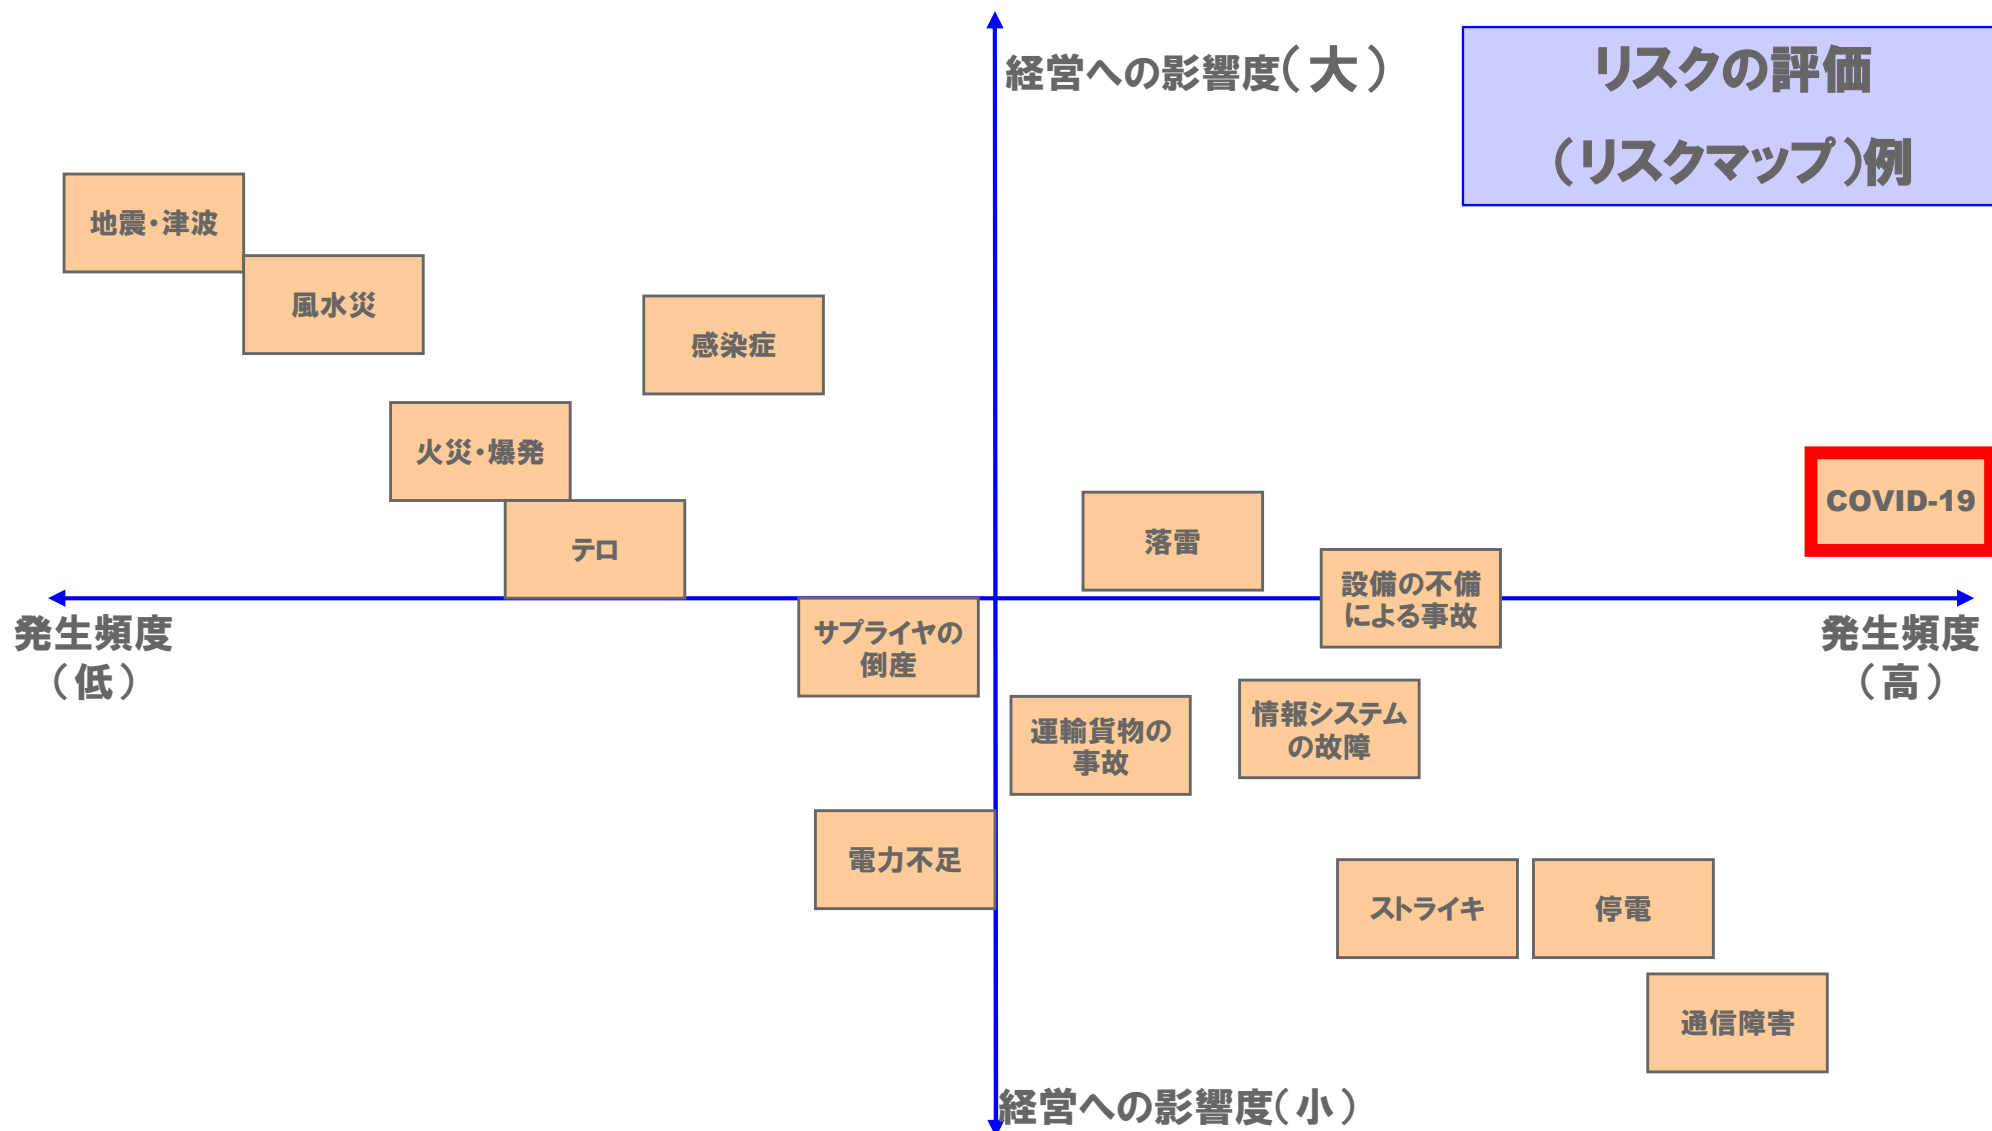 経営への影響度(大)
リスクの評価
(リスクマップ)例
地震・津波
風水災
感染症
火災・爆発
テロ
落雷
設備の不備
による事故
COVID-19
発生頻度
(低)
発生頻度
(高)
サプライヤの
倒産
運輸貨物の
事故
情報システム
の故障
電力不足
ストライキ
停電
通信障害
経営への影響度(小)